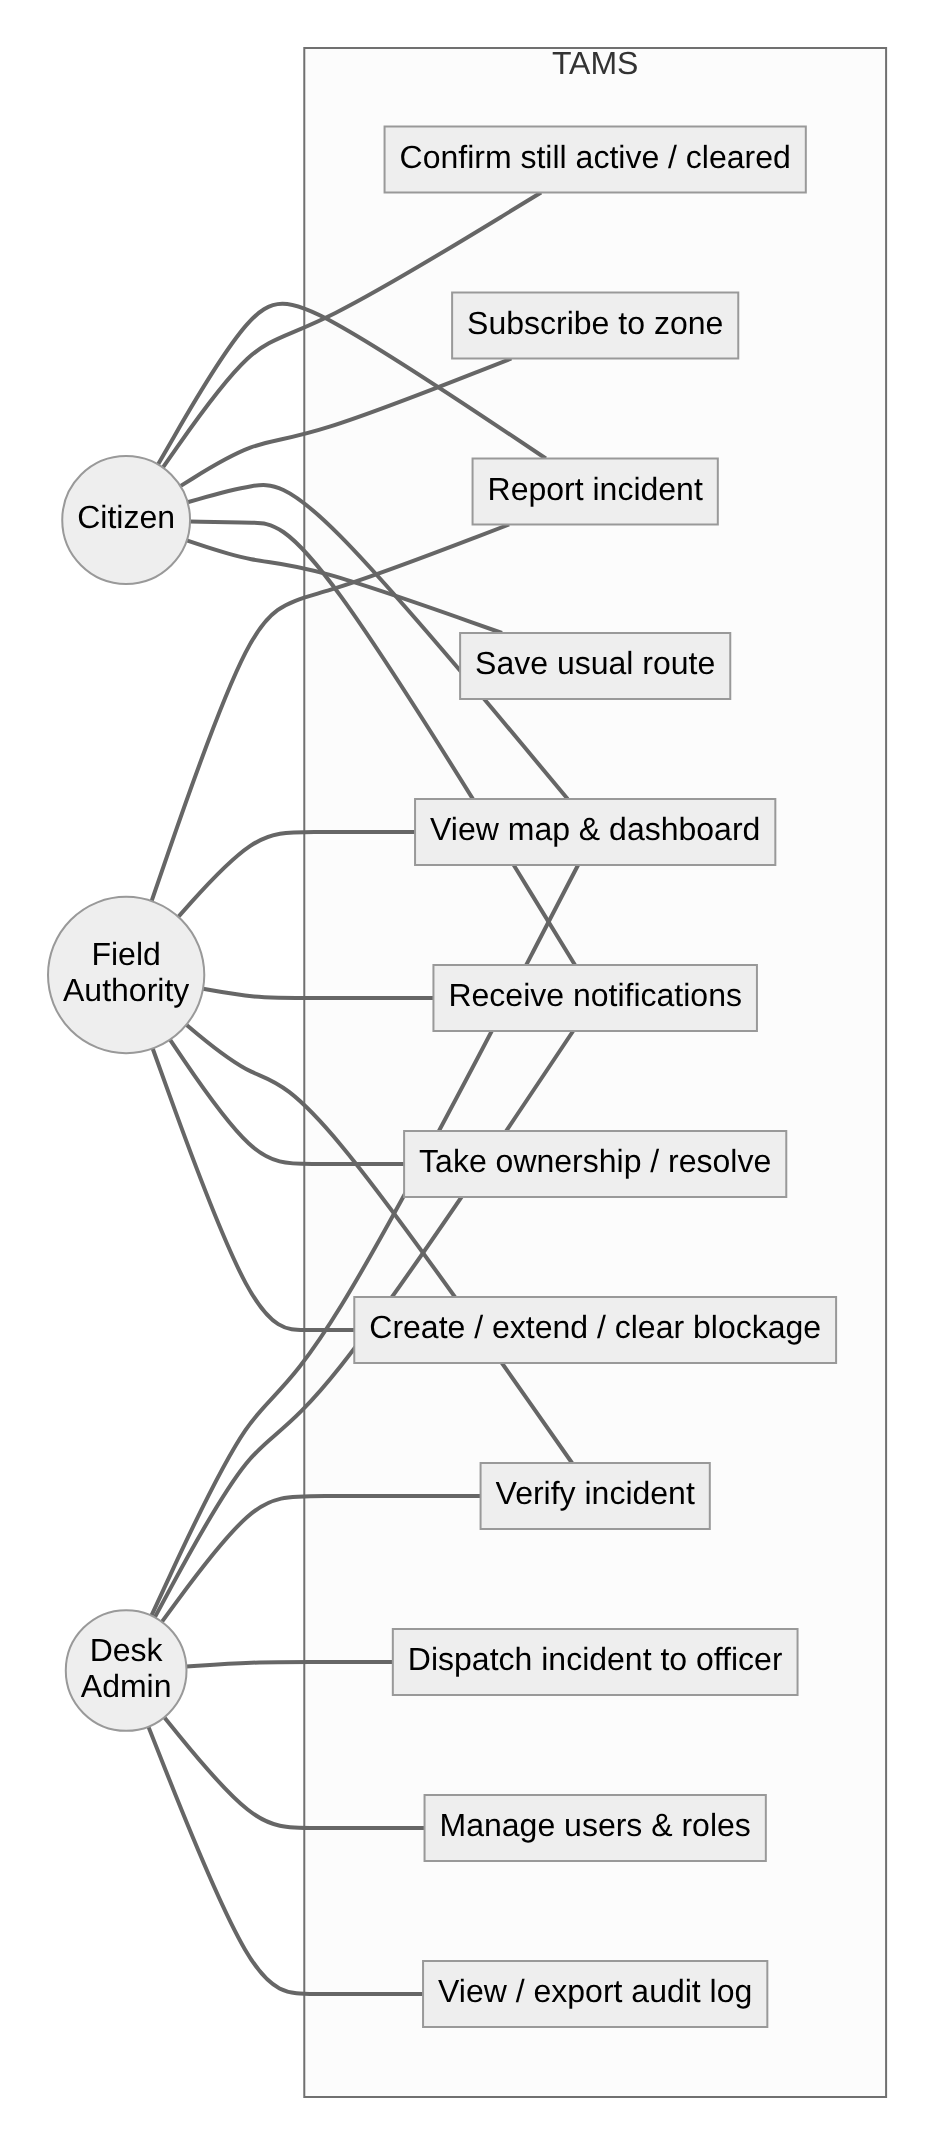 TAMS
Confirm still active / cleared
Subscribe to zone
Report incident
Citizen
Save usual route
View map & dashboard
Field
Authority
Receive notifications
Take ownership / resolve
Create / extend / clear blockage
Verify incident
Desk
Admin
Dispatch incident to officer
Manage users & roles
View / export audit log